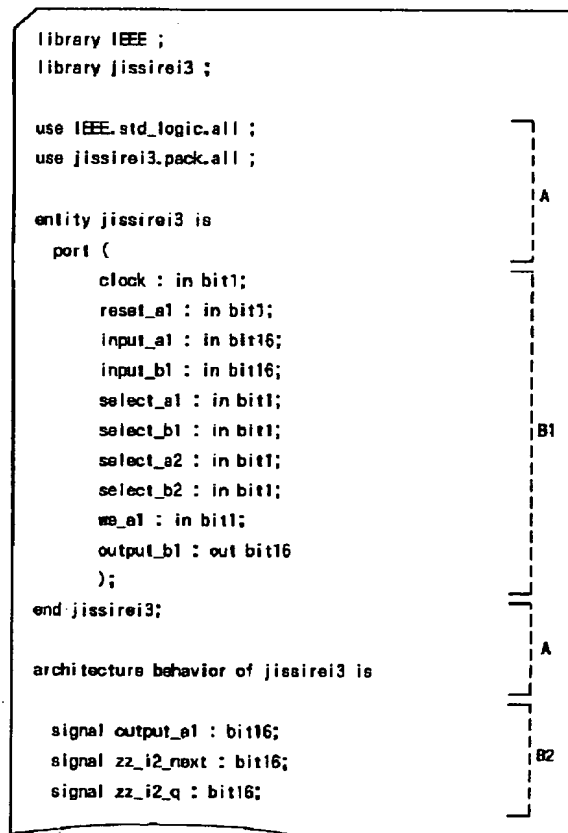 library IEEE ;
library jissirei3 ;
use IEEE.std_logic.all ;
use jissirei3.pack.all ;
A
entity jissirei3 is
port (
clock : in bit1;
reset_a1 : in bit1;
input_a1 : in bit16;
input_b1 : in bit16;
select_a1 : in bit1;
select_b1 : in bit1;
B1
select_a2 : in bit1;
select_b2 : in bit1;
we_a1 : in bit1;
output_b1 : out bit16
);
end jissirei3;
A
architecture behavior of jissirei3 is
signal output_a1 : bit16;
signal zz_i2_next : bit16;
B2
signal zz_i2_q : bit16;